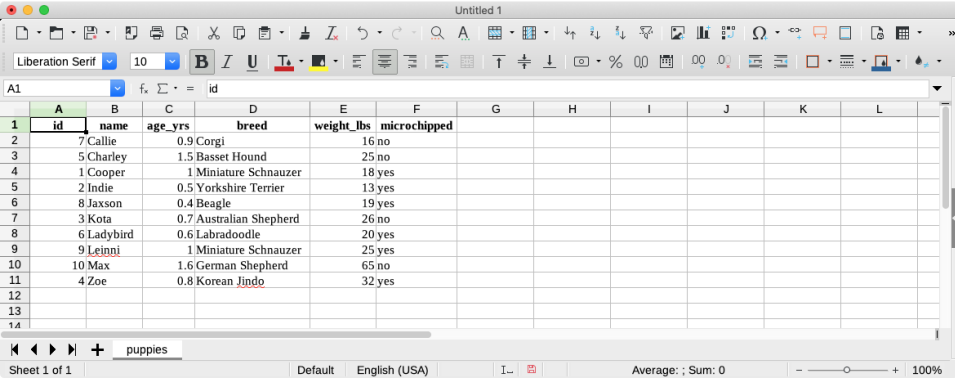 Untitled 1
Liberation Serif 10 B I U T % 0.0 .00 .0
A1 fx Σ = id
A B C D E F G H I J K L
1 id name age_yrs breed weight_lbs microchipped
2 7 Callie 0.9 Corgi 16 no
3 5 Charley 1.5 Basset Hound 25 no
4 1 Cooper 1 Miniature Schnauzer 18 yes
5 2 Indie 0.5 Yorkshire Terrier 13 yes
6 8 Jaxson 0.4 Beagle 19 yes
7 3 Kota 0.7 Australian Shepherd 26 no
8 6 Ladybird 0.6 Labradoodle 20 yes
9 9 Leinni 1 Miniature Schnauzer 25 yes
10 10 Max 1.6 German Shepherd 65 no
11 4 Zoe 0.8 Korean Jindo 32 yes
12
13
14
puppies
Sheet 1 of 1 Default English (USA) Average: ; Sum: 0 100%